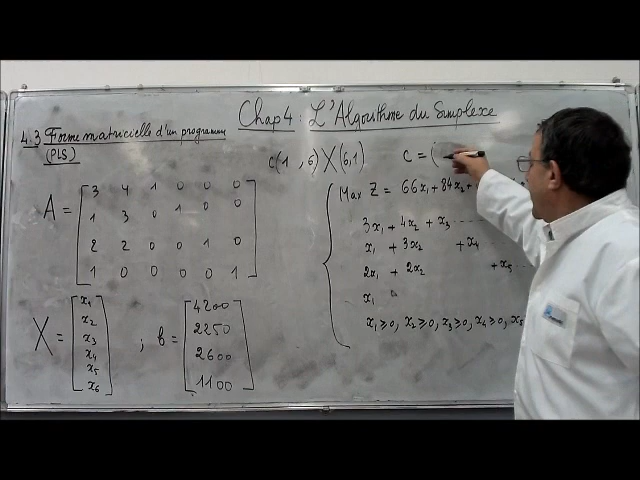 Chap 4 : L'Algorithme du Simplexe
4.3 Forme matricielle d'un programme
(PLS)
C(1 , 6) X(6,1)
C = (
A = [3 4 1 0 0 0
1 3 0 1 0 0
2 2 0 0 1 0
1 0 0 0 0 1]
X = [x1
x2
x3
x4
x5
x6]
; b = [4200
2250
2600
1100]
Max Z = 66x1 + 84x2 +
3x1 + 4x2 + x3
x1 + 3x2 + x4
2x1 + 2x2 + x5
x1
x1 ≥ 0, x2 ≥ 0, x3 ≥ 0, x4 ≥ 0, x5